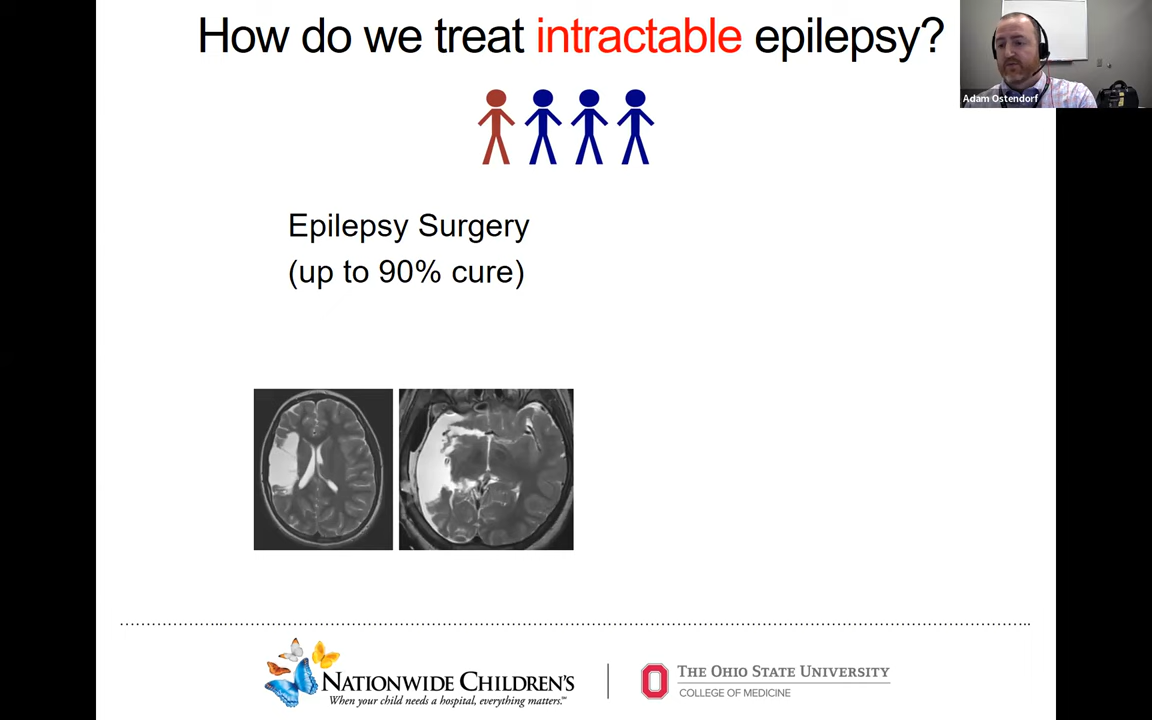 How do we treat intractable epilepsy?
Adam Ostendorf
Epilepsy Surgery
(up to 90% cure)
NATIONWIDE CHILDREN'S
When your child needs a hospital, everything matters.™
THE OHIO STATE UNIVERSITY
COLLEGE OF MEDICINE